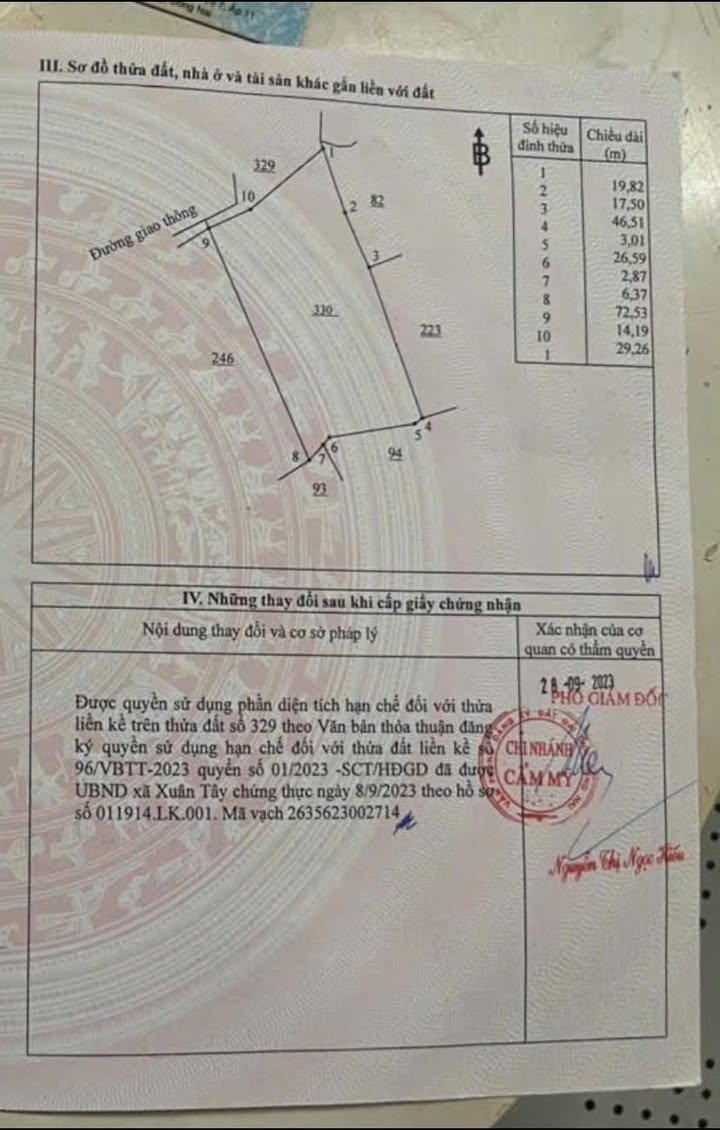 III. Sơ đồ thửa đất, nhà ở và tài sản khác gắn liền với đất
Số hiệu đỉnh thửa
Chiều dài (m)
1
2
3
4
5
6
7
8
9
10
1
19,82
17,50
46,51
3,01
26,59
2,87
6,37
72,53
14,19
29,26
B
1
329
10
2
82
Đường giao thông
9
3
330
223
246
4
5
6
94
8
7
93
IV. Những thay đổi sau khi cấp giấy chứng nhận
Nội dung thay đổi và cơ sở pháp lý
Xác nhận của cơ
quan có thẩm quyền
Được quyền sử dụng phần diện tích hạn chế đối với thửa
liền kề trên thửa đất số 329 theo Văn bản thỏa thuận đăng
ký quyền sử dụng hạn chế đối với thửa đất liền kề số
96/VBTT-2023 quyển số 01/2023 -SCT/HĐGD đã được
UBND xã Xuân Tây chứng thực ngày 8/9/2023 theo hồ sơ
số 011914.LK.001. Mã vạch 2635623002714
28-09-2023
PHÓ GIÁM ĐỐC
CHI NHÁNH
CẨM MỸ
Nguyễn Thị Ngọc Kiều